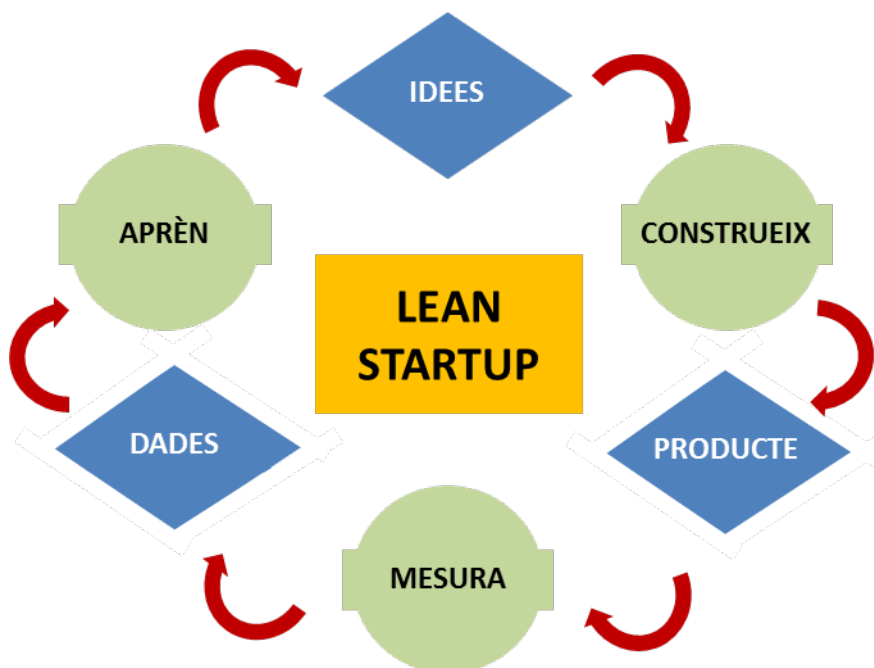 IDEES
APRÈN
CONSTRUEIX
LEAN
STARTUP
DADES
PRODUCTE
MESURA